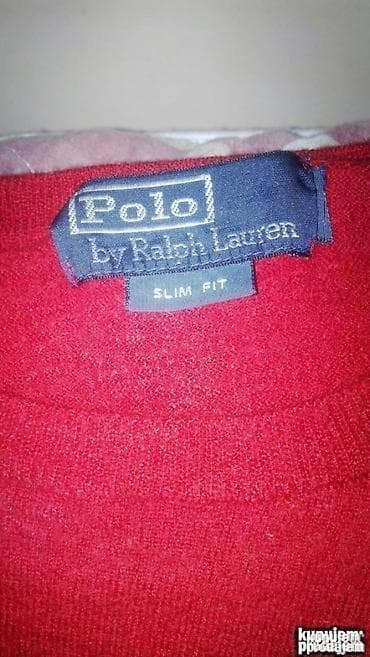 Polo
by Ralph Lauren
SLIM FIT
kupujem
prodajem